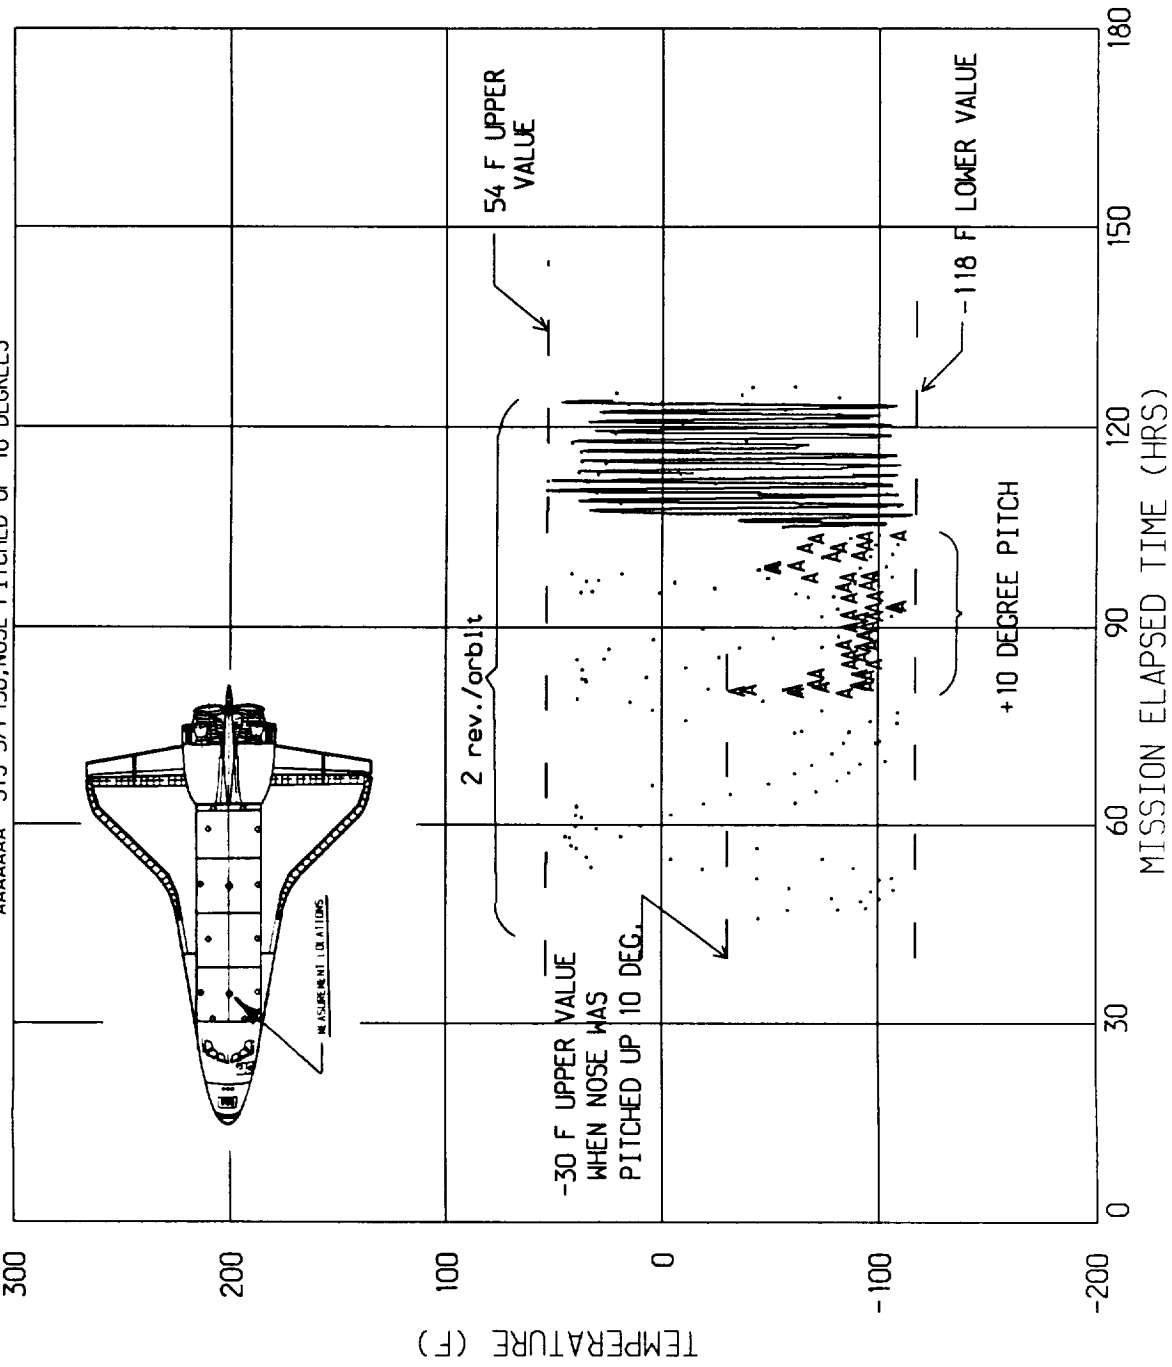 AAAAAAA
180
150
120
90
60
30
0
MISSION ELAPSED TIME (HRS)
300
200
100
0
-100
-200
TEMPERATURE (F)
MEASUREMENT LOCATIONS
2 rev./orbit
54 F UPPER
VALUE
-118 F LOWER VALUE
+10 DEGREE PITCH
-30 F UPPER VALUE
WHEN NOSE WAS
PITCHED UP 10 DEG.